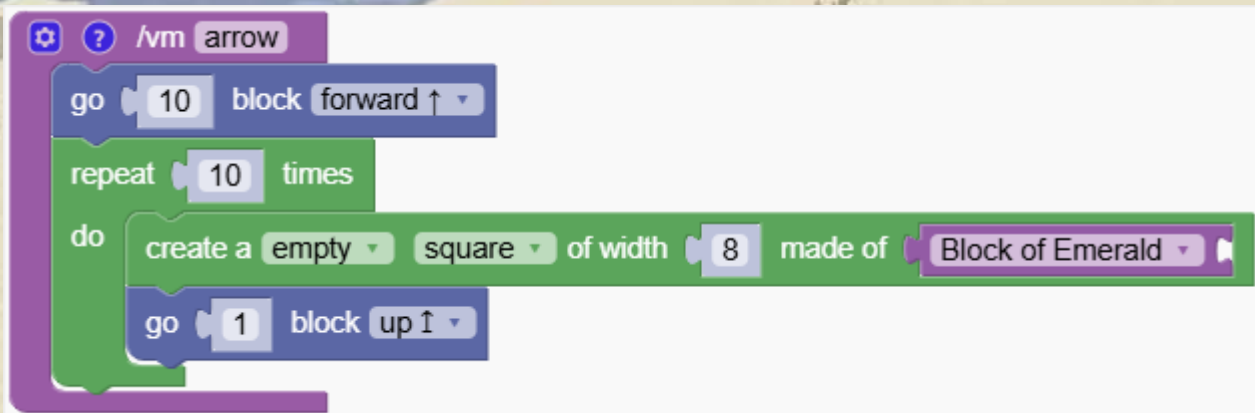 ? /vm arrow
go 10 block forward ↑
repeat 10 times
do create a empty square of width 8 made of Block of Emerald
go 1 block up ↥